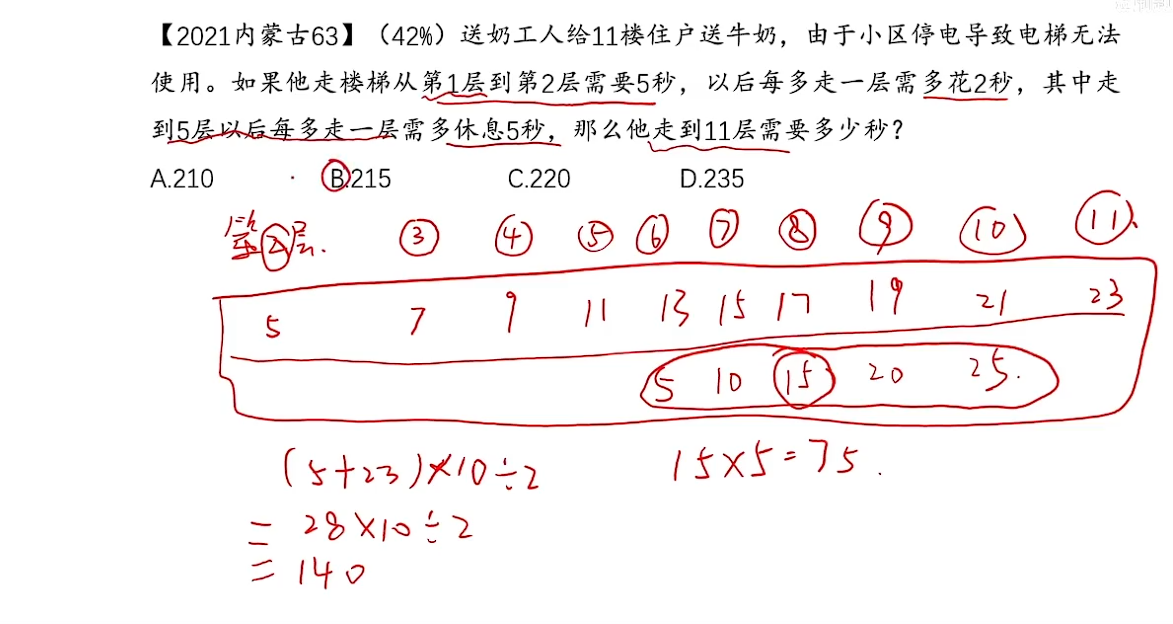 【2021内蒙古63】（42%）送奶工人给11楼住户送牛奶，由于小区停电导致电梯无法
使用。如果他走楼梯从第1层到第2层需要5秒，以后每多走一层需多花2秒，其中走
到5层以后每多走一层需多休息5秒，那么他走到11层需要多少秒？
A.210 B.215 C.220 D.235
第2层. ③ ④ ⑤ ⑥ ⑦ ⑧ ⑨ ⑩ ⑪
5 7 9 11 13 15 17 19 21 23
5 10 15 20 25.
(5+23)×10÷2 15×5=75.
=28×10÷2
=140